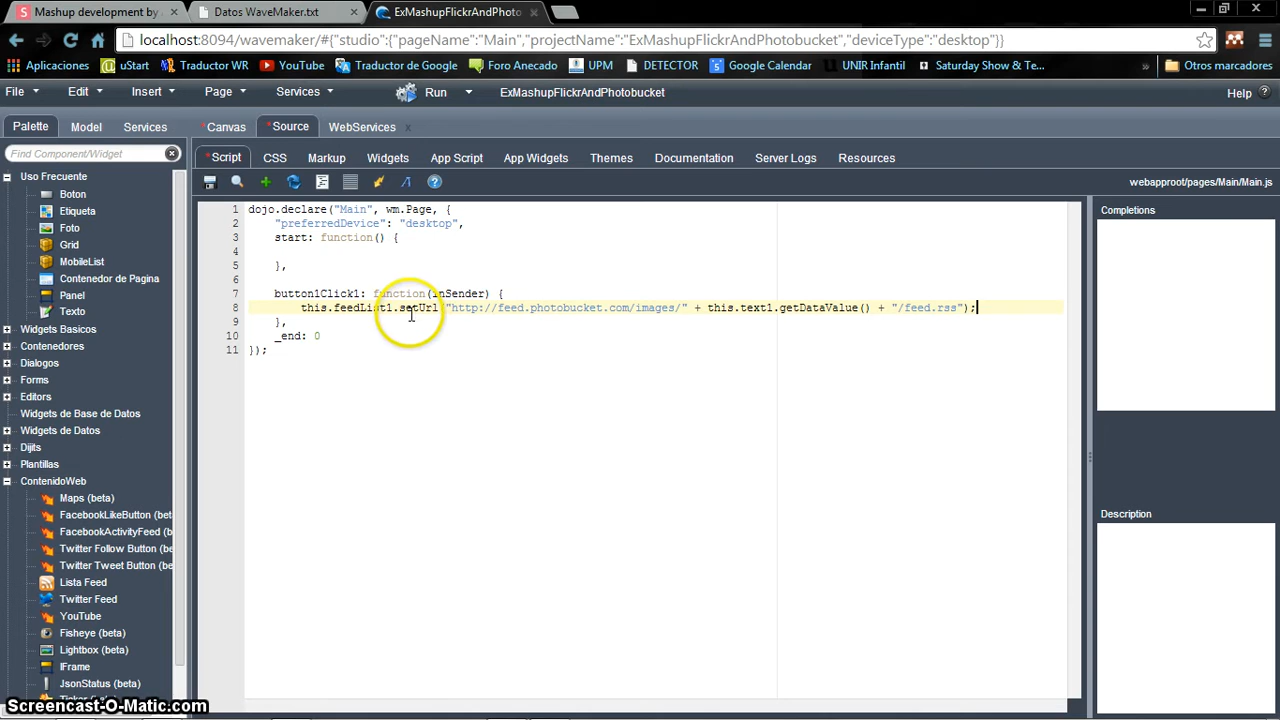 Mashup development by
Datos WaveMaker.txt
ExMashupFlickrAndPhoto
localhost:8094/wavemaker/#{"studio":{"pageName":"Main","projectName":"ExMashupFlickrAndPhotobucket","deviceType":"desktop"}}
Aplicaciones
uStart
Traductor WR
YouTube
Traductor de Google
Foro Anecado
UPM
DETECTOR
Google Calendar
UNIR Infantil
Saturday Show & Te...
»
Otros marcadores
File
Edit
Insert
Page
Services
Run
ExMashupFlickrAndPhotobucket
Help
Palette
Model
Services
*Canvas
*Source
WebServices
Find Component/Widget
*Script
CSS
Markup
Widgets
App Script
App Widgets
Themes
Documentation
Server Logs
Resources
webapproot/pages/Main/Main.js
Uso Frecuente
Boton
Etiqueta
Foto
Grid
MobileList
Contenedor de Pagina
Panel
Texto
Widgets Basicos
Contenedores
Dialogos
Forms
Editors
Widgets de Base de Datos
Widgets de Datos
Dijits
Plantillas
ContenidoWeb
Maps (beta)
FacebookLikeButton (bet
FacebookActivityFeed (b
Twitter Follow Button (b
Twitter Tweet Button (bet
Lista Feed
Twitter Feed
YouTube
Fisheye (beta)
Lightbox (beta)
IFrame
JsonStatus (beta)
1 dojo.declare("Main", wm.Page, {
2 "preferredDevice": "desktop",
3 start: function() {
4
5 },
6
7 button1Click1: function(inSender) {
8 this.feedList1.setUrl("http://feed.photobucket.com/images/" + this.text1.getDataValue() + "/feed.rss");
9 },
10 _end: 0
11 });
Completions
Description
Screencast-O-Matic.com